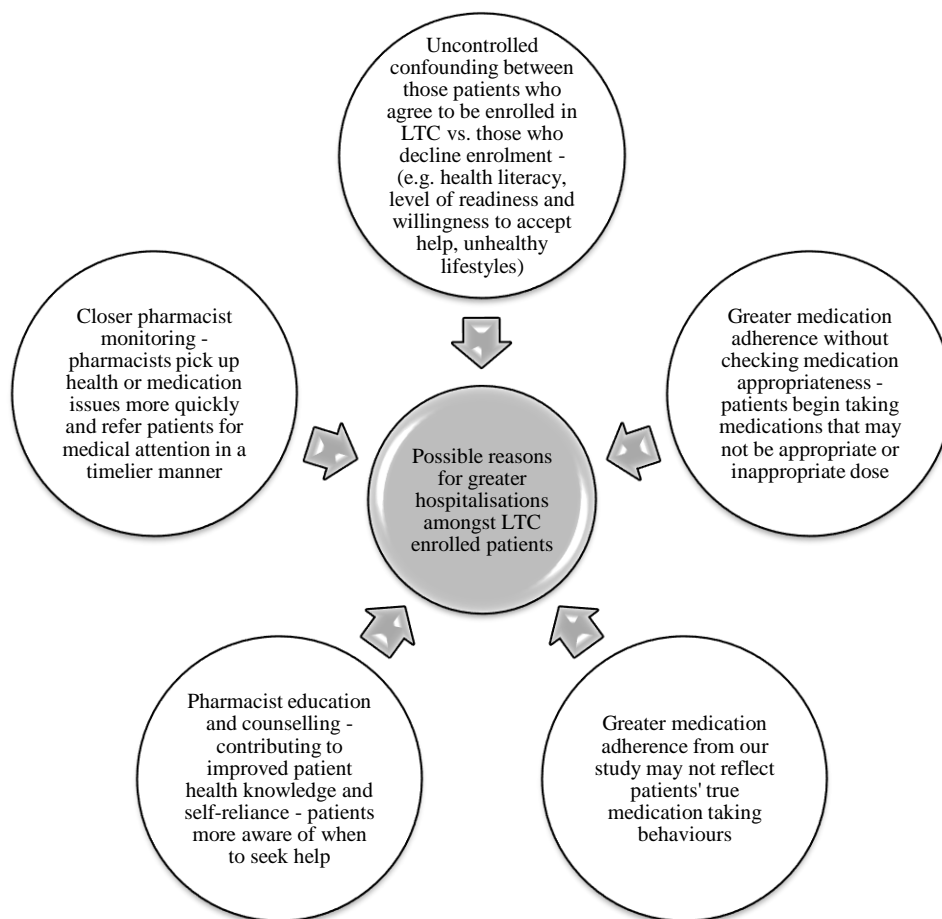 Uncontrolled
confounding between
those patients who
agree to be enrolled in
LTC vs. those who
decline enrolment -
(e.g. health literacy,
level of readiness and
willingness to accept
help, unhealthy
lifestyles)
Closer pharmacist
monitoring -
pharmacists pick up
health or medication
issues more quickly
and refer patients for
medical attention in a
timelier manner
Greater medication
adherence without
checking medication
appropriateness -
patients begin taking
medications that may
not be appropriate or
inappropriate dose
Possible reasons
for greater
hospitalisations
amongst LTC
enrolled patients
Pharmacist education
and counselling -
contributing to
improved patient
health knowledge and
self-reliance - patients
more aware of when
to seek help
Greater medication
adherence from our
study may not reflect
patients' true
medication taking
behaviours